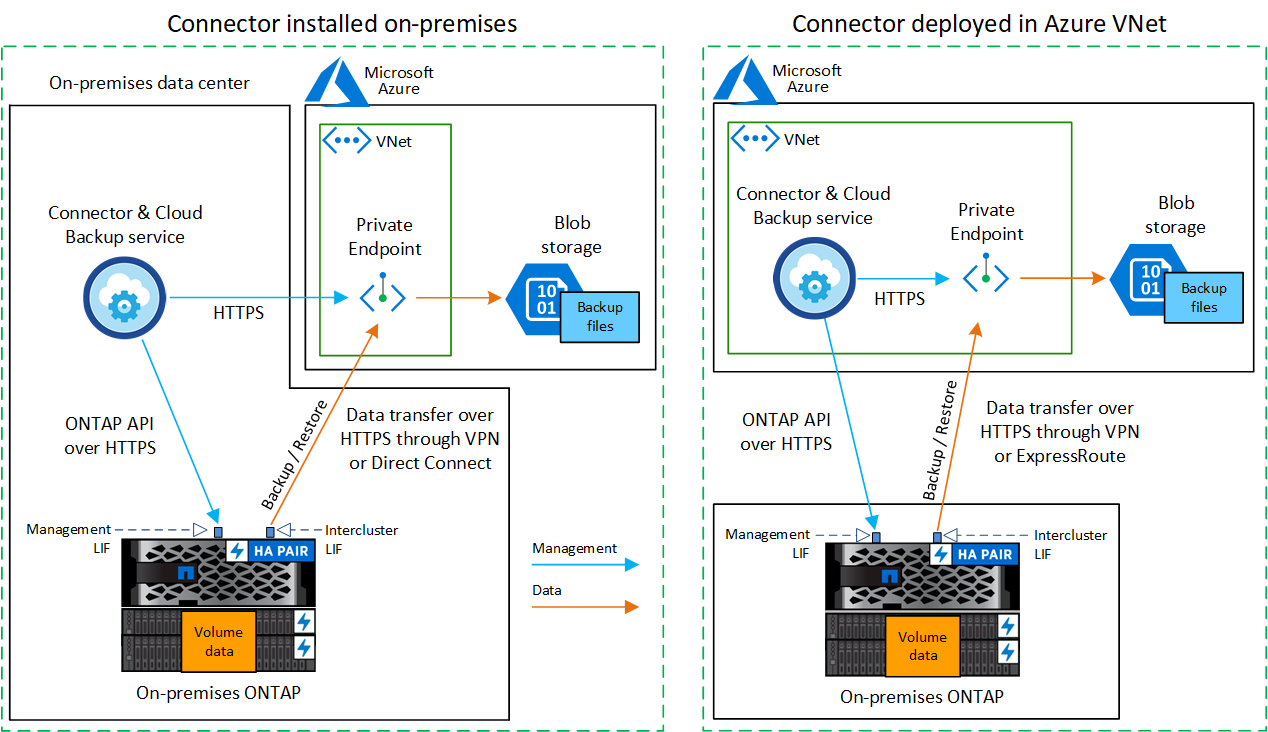 Connector installed on-premises
On-premises data center
Microsoft
Azure
VNet
Connector & Cloud
Backup service
Private
Endpoint
Blob
storage
HTTPS
10
01
Backup
files
ONTAP API
over HTTPS
Backup / Restore
Data transfer over
HTTPS through VPN
or Direct Connect
Management
LIF
Intercluster
LIF
HA PAIR
Volume
data
On-premises ONTAP
Management
Data
Connector deployed in Azure VNet
Microsoft
Azure
VNet
Connector & Cloud
Backup service
Private
Endpoint
Blob
storage
HTTPS
10
01
Backup
files
ONTAP API
over HTTPS
Backup / Restore
Data transfer over
HTTPS through VPN
or ExpressRoute
Management
LIF
Intercluster
LIF
HA PAIR
Volume
data
On-premises ONTAP